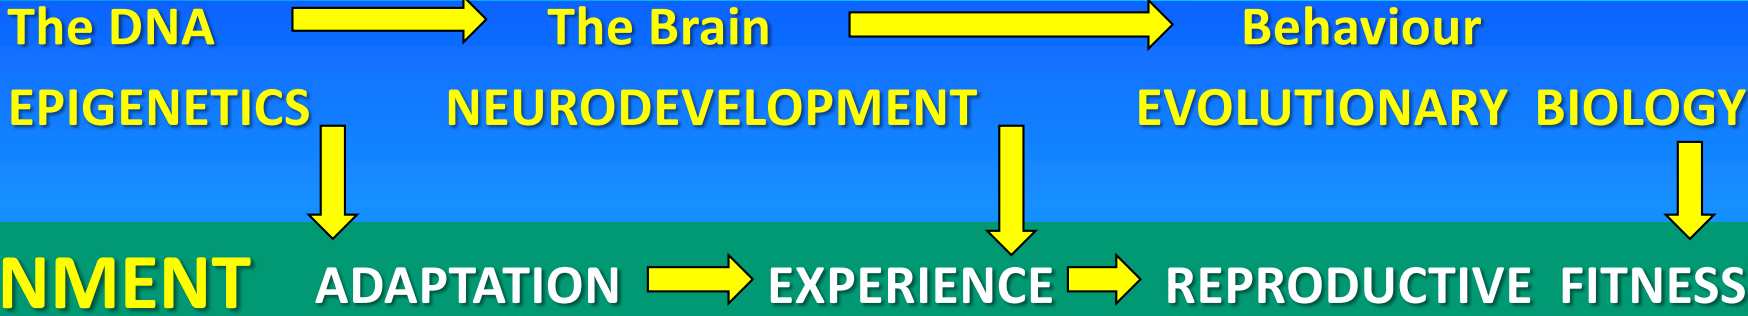 The DNA The Brain Behaviour
EPIGENETICS NEURODEVELOPMENT EVOLUTIONARY BIOLOGY
NMENT ADAPTATION EXPERIENCE REPRODUCTIVE FITNESS